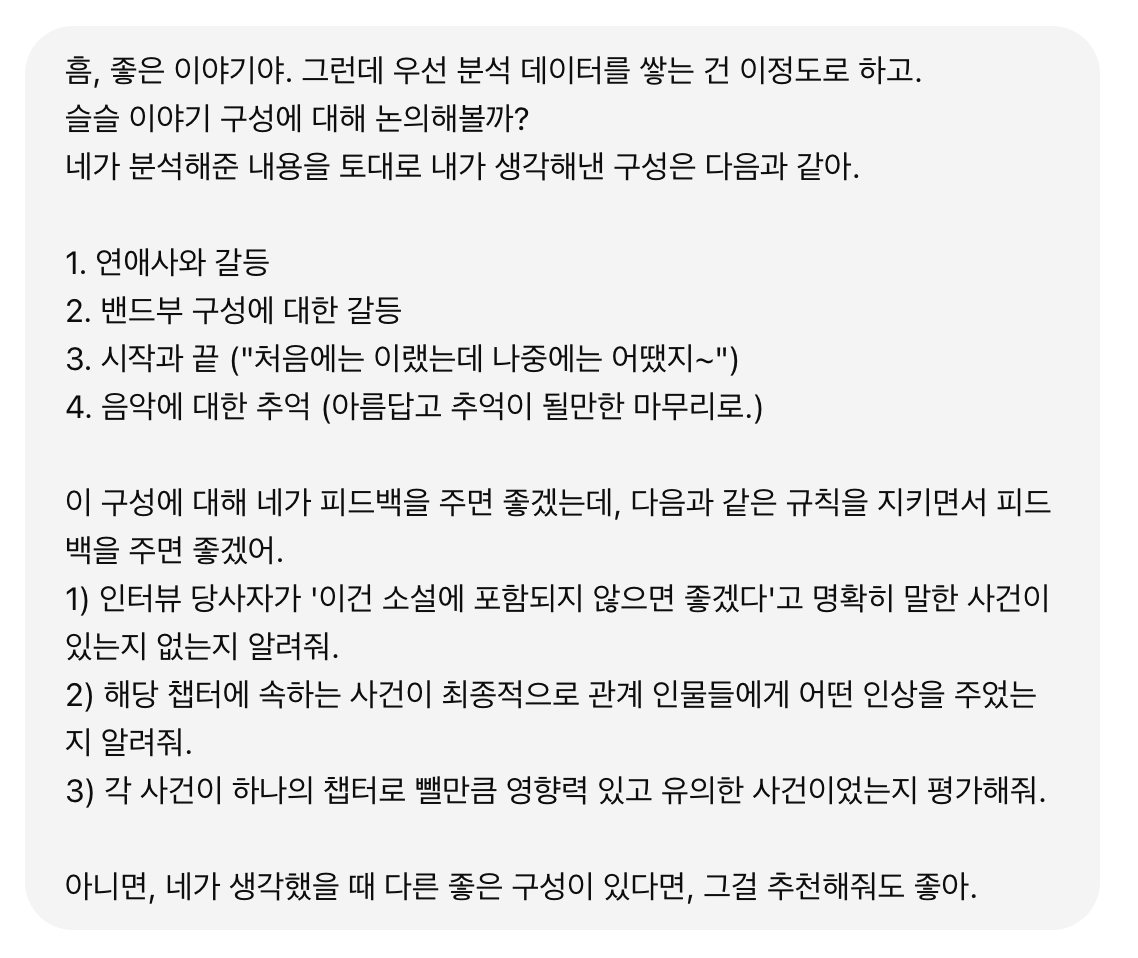 흠, 좋은 이야기야. 그런데 우선 분석 데이터를 쌓는 건 이정도로 하고.
슬슬 이야기 구성에 대해 논의해볼까?
네가 분석해준 내용을 토대로 내가 생각해낸 구성은 다음과 같아.
1. 연애사와 갈등
2. 밴드부 구성에 대한 갈등
3. 시작과 끝 ("처음에는 이랬는데 나중에는 어땠지~")
4. 음악에 대한 추억 (아름답고 추억이 될만한 마무리로.)
이 구성에 대해 네가 피드백을 주면 좋겠는데, 다음과 같은 규칙을 지키면서 피드
백을 주면 좋겠어.
1) 인터뷰 당사자가 '이건 소설에 포함되지 않으면 좋겠다'고 명확히 말한 사건이
있는지 없는지 알려줘.
2) 해당 챕터에 속하는 사건이 최종적으로 관계 인물들에게 어떤 인상을 주었는
지 알려줘.
3) 각 사건이 하나의 챕터로 뺄만큼 영향력 있고 유의한 사건이었는지 평가해줘.
아니면, 네가 생각했을 때 다른 좋은 구성이 있다면, 그걸 추천해줘도 좋아.